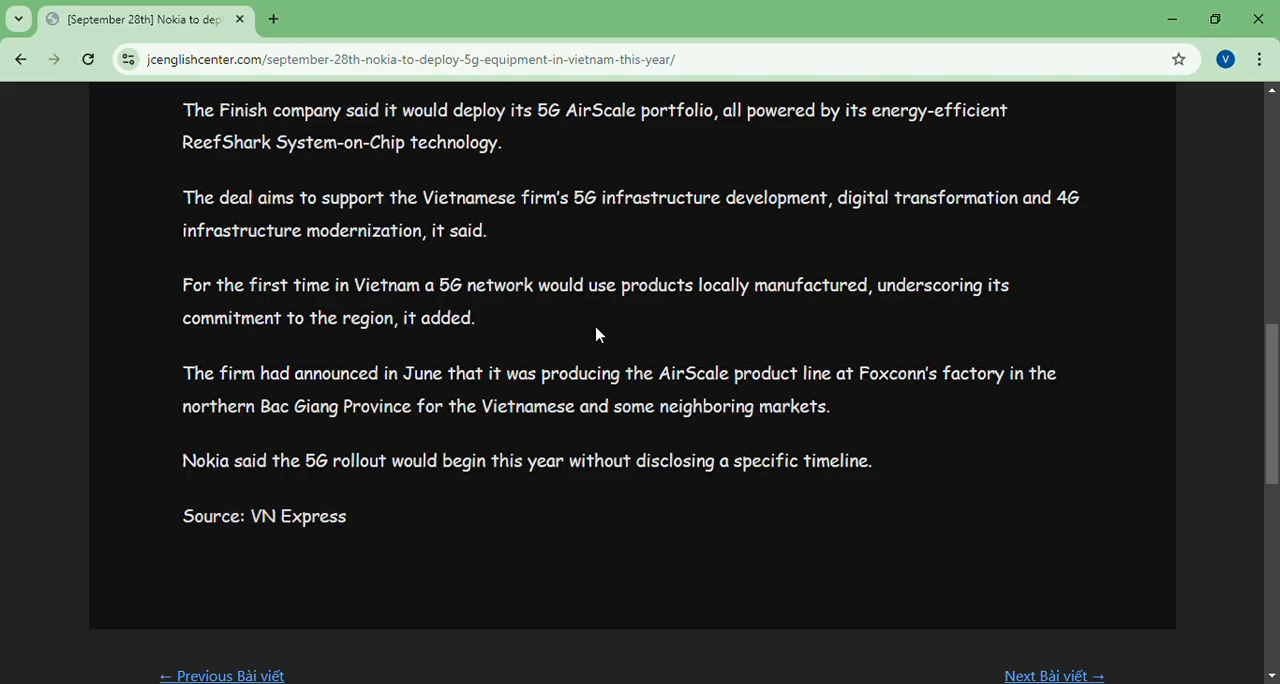 [September 28th] Nokia to dep
jcenglishcenter.com/september-28th-nokia-to-deploy-5g-equipment-in-vietnam-this-year/
V
The Finish company said it would deploy its 5G AirScale portfolio, all powered by its energy-efficient
ReefShark System-on-Chip technology.
The deal aims to support the Vietnamese firm's 5G infrastructure development, digital transformation and 4G
infrastructure modernization, it said.
For the first time in Vietnam a 5G network would use products locally manufactured, underscoring its
commitment to the region, it added.
The firm had announced in June that it was producing the AirScale product line at Foxconn's factory in the
northern Bac Giang Province for the Vietnamese and some neighboring markets.
Nokia said the 5G rollout would begin this year without disclosing a specific timeline.
Source: VN Express
← Previous Bài viết
Next Bài viết →